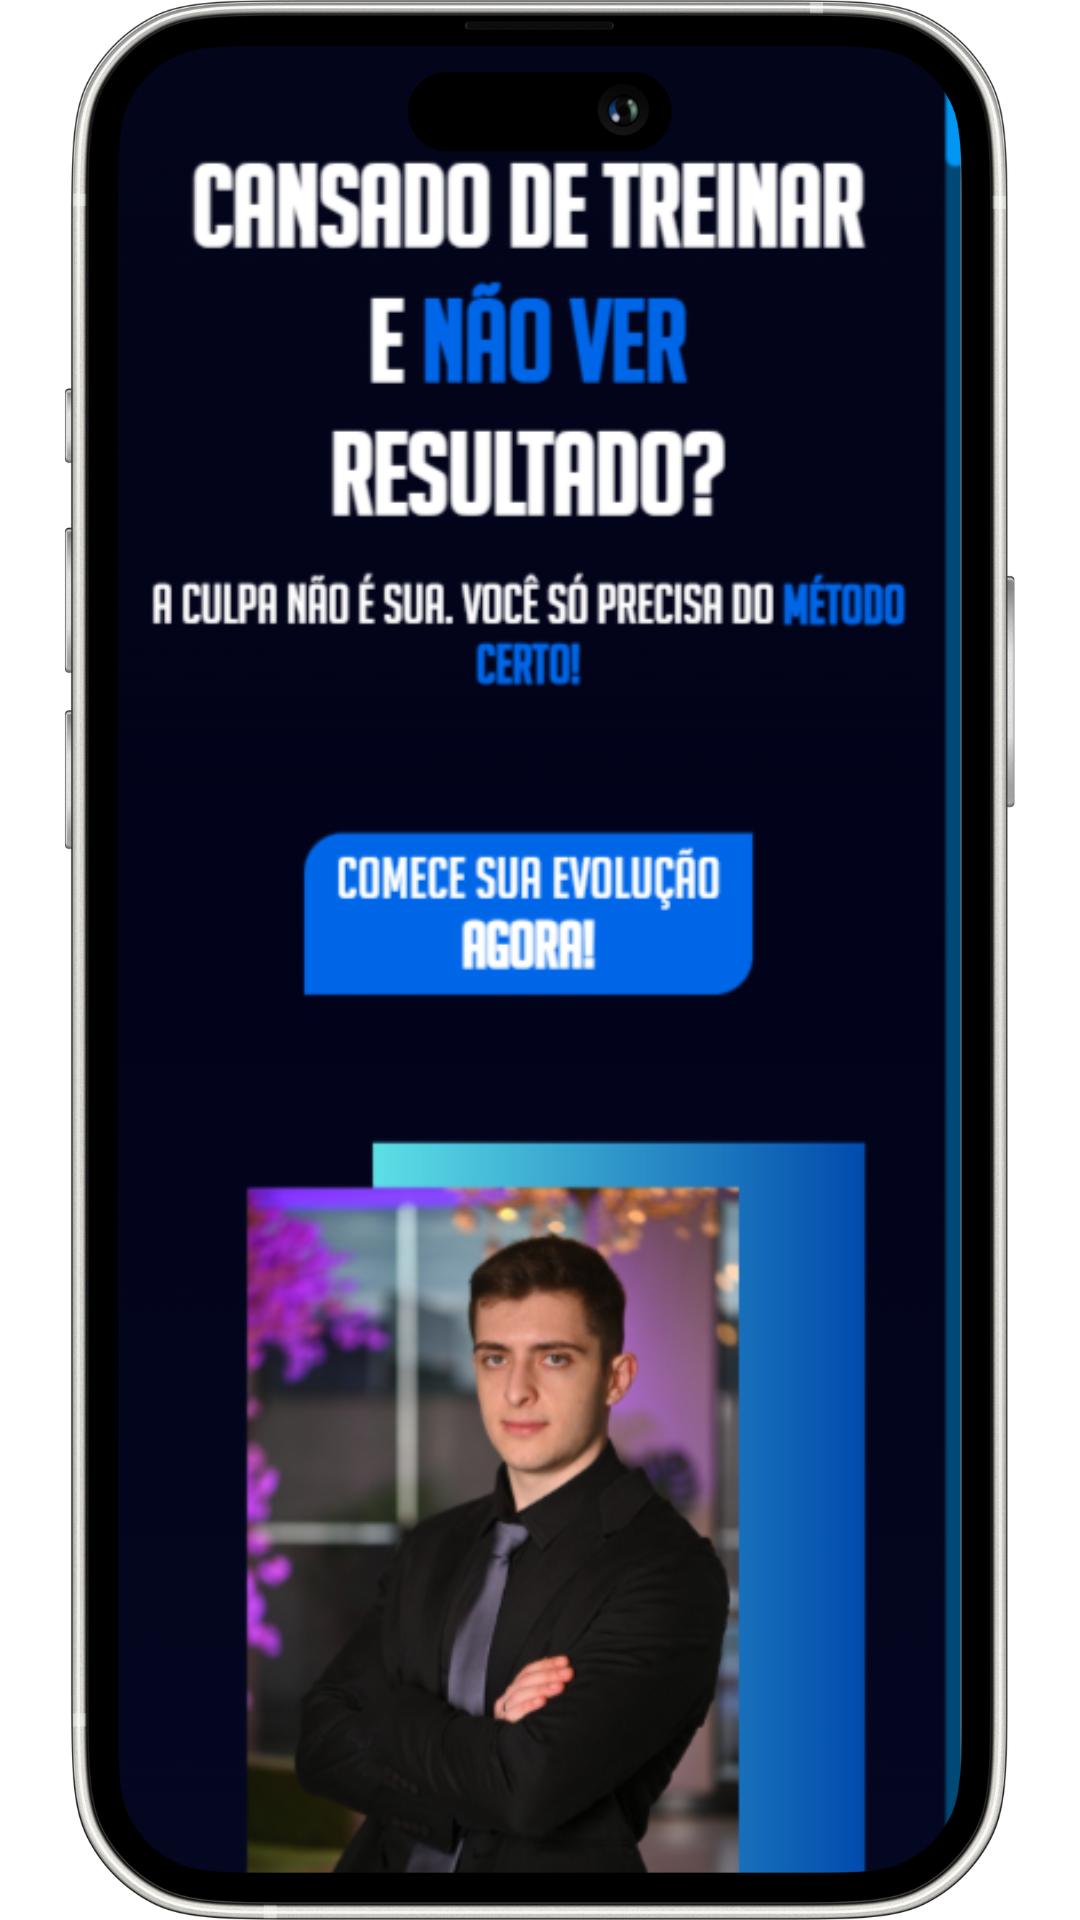 CANSADO DE TREINAR
E NÃO VER
RESULTADO?
A CULPA NÃO É SUA. VOCÊ SÓ PRECISA DO MÉTODO
CERTO!
COMECE SUA EVOLUÇÃO
AGORA!